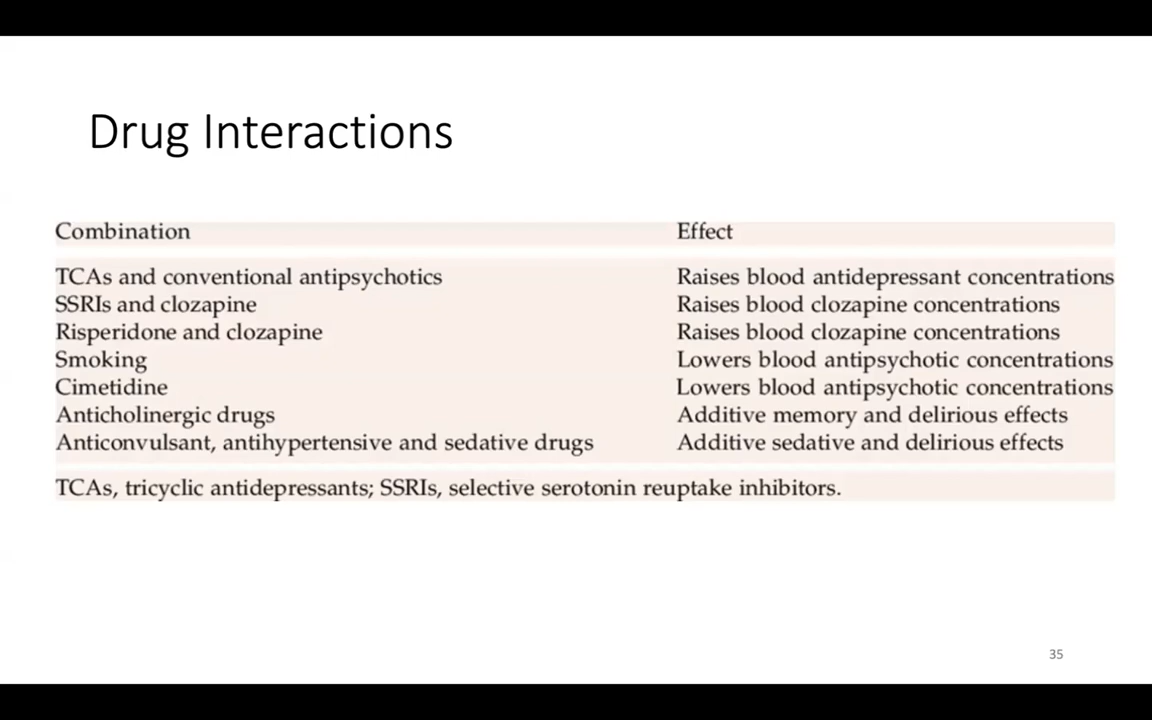 Drug Interactions
Combination Effect
TCAs and conventional antipsychotics Raises blood antidepressant concentrations
SSRIs and clozapine Raises blood clozapine concentrations
Risperidone and clozapine Raises blood clozapine concentrations
Smoking Lowers blood antipsychotic concentrations
Cimetidine Lowers blood antipsychotic concentrations
Anticholinergic drugs Additive memory and delirious effects
Anticonvulsant, antihypertensive and sedative drugs Additive sedative and delirious effects
TCAs, tricyclic antidepressants; SSRIs, selective serotonin reuptake inhibitors.
35